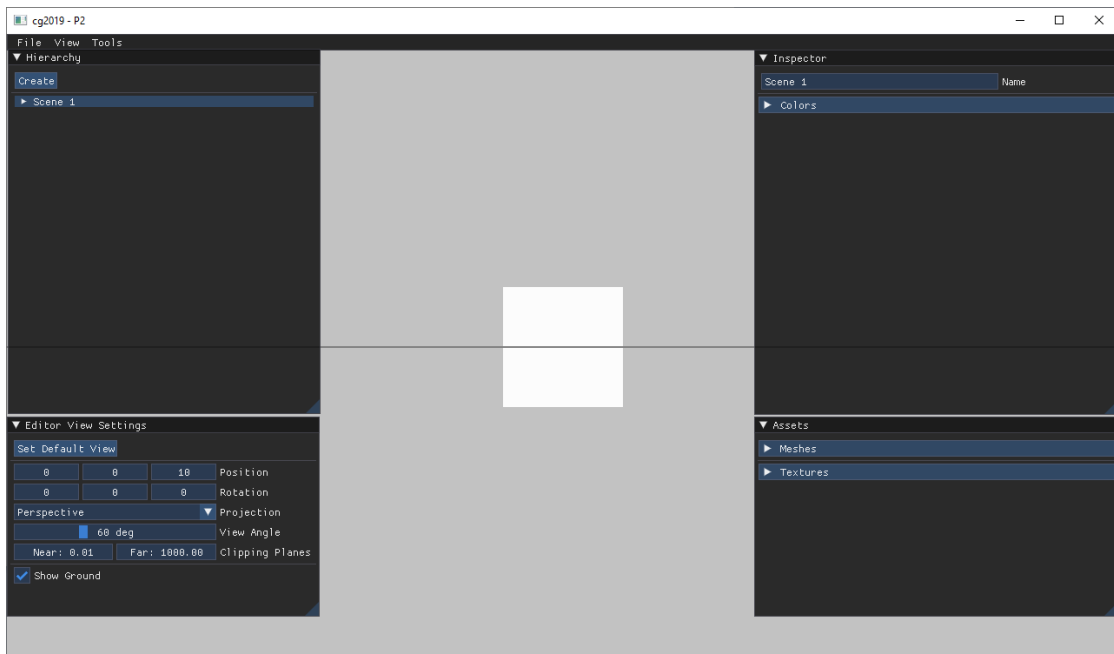 cg2019 - P2
File View Tools
Hierarchy
Create
Scene 1
Inspector
Scene 1 Name
Colors
Editor View Settings
Set Default View
0 0 10 Position
0 0 0 Rotation
Perspective Projection
60 deg View Angle
Near: 0.01 Far: 1000.00 Clipping Planes
Show Ground
Assets
Meshes
Textures